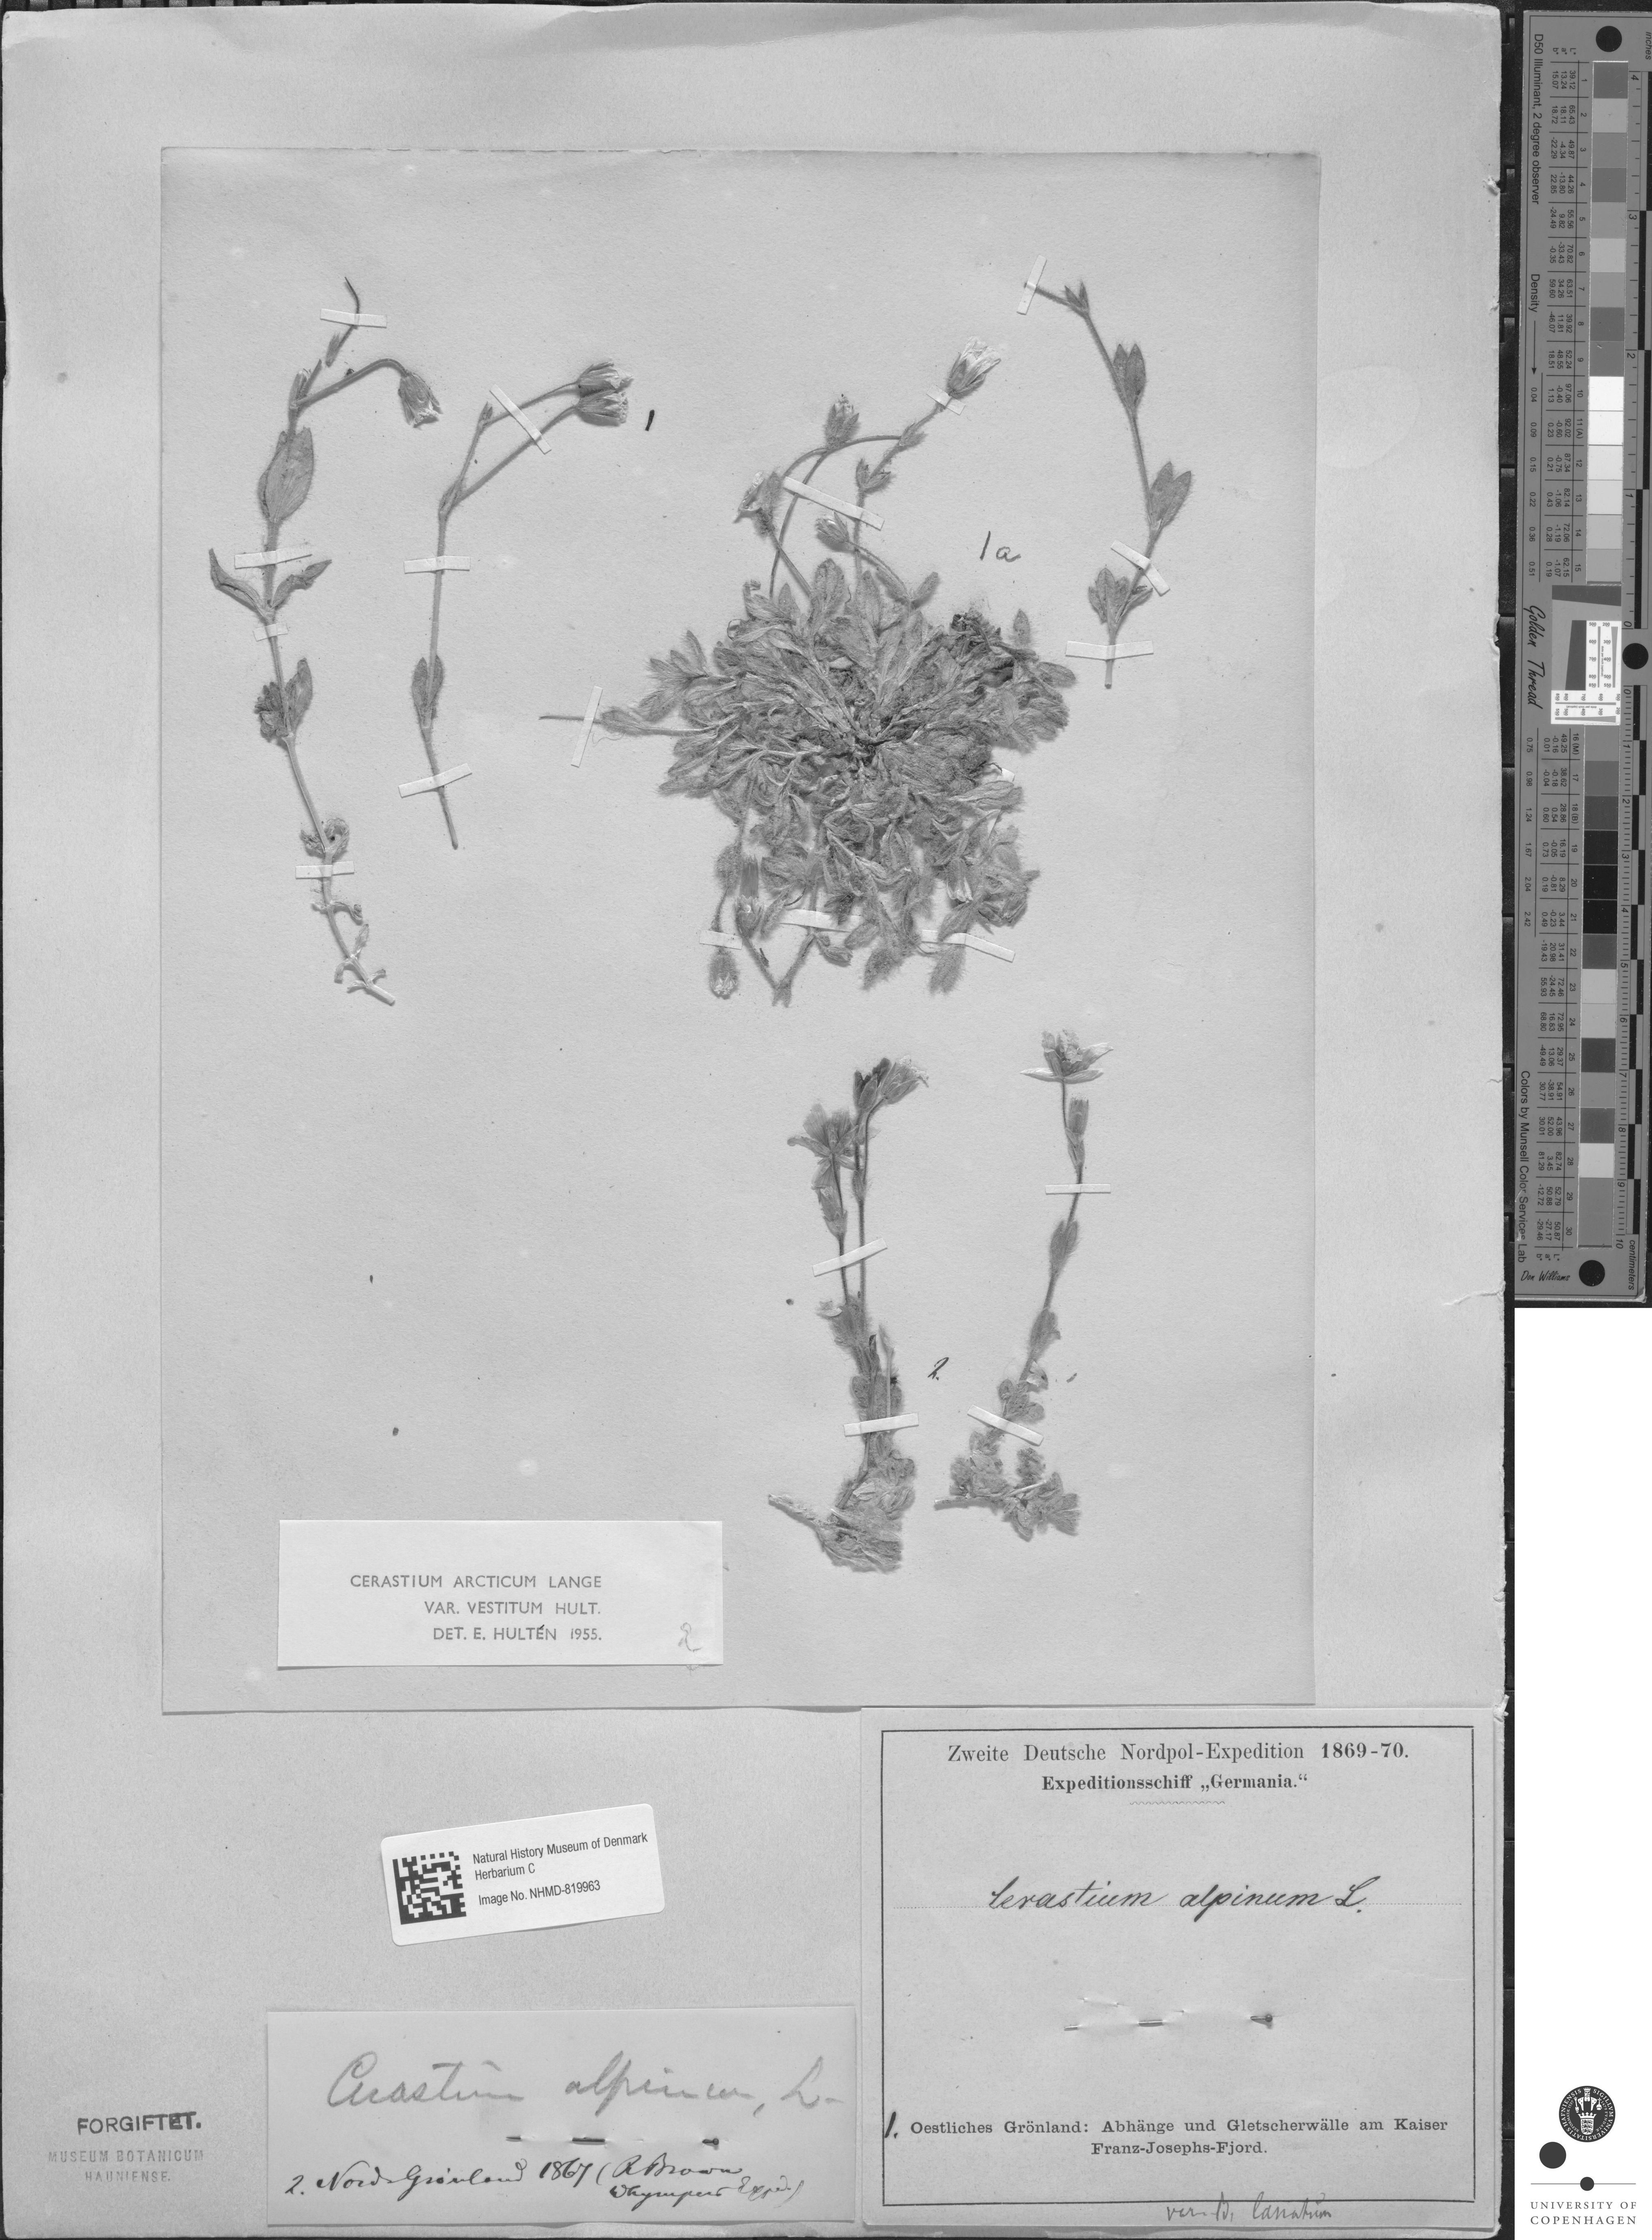 1
1a
2.
CERASTIUM ARCTICUM LANGE
VAR. VESTITUM HULT.
DET. E. HULTÉN 1955.
2
Natural History Museum of Denmark
Herbarium C
Image No. NHMD-819963
Zweite Deutsche Nordpol-Expedition 1869-70.
Expeditionsschiff „Germania.“
Cerastium alpinum L.
1. Oestliches Grönland: Abhänge und Gletscherwälle am Kaiser
Franz-Josephs-Fjord.
var. lanatum
Cerastium alpinum, L.
2. Nord-Grönland 1867 (R Brown
Whympers Exped.)
FORGIFTET.
MUSEUM BOTANICUM
HAUNIENSE.
D50 Illuminant, 2 degree observer
Density
Golden Thread
Colors by Munsell Color Services Lab
Don Williams
inches
centimeters
UNIVERSITY OF
COPENHAGEN